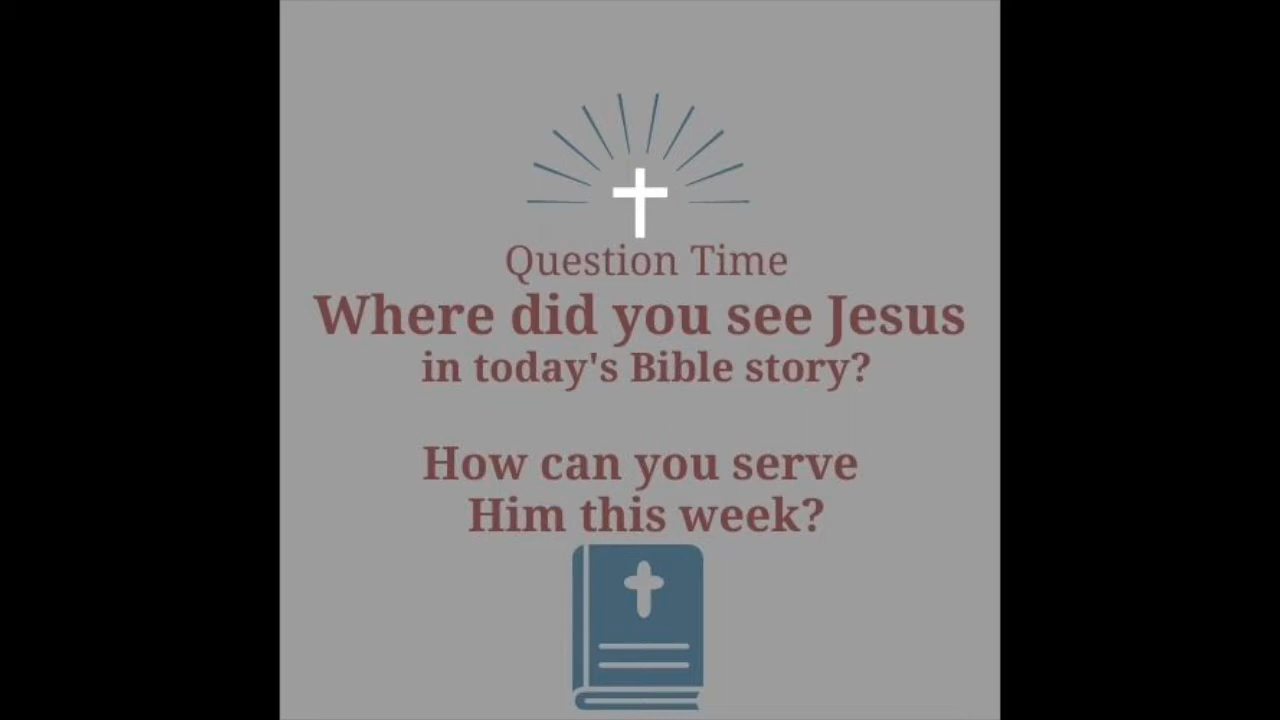 Question Time
Where did you see Jesus
in today's Bible story?
How can you serve
Him this week?